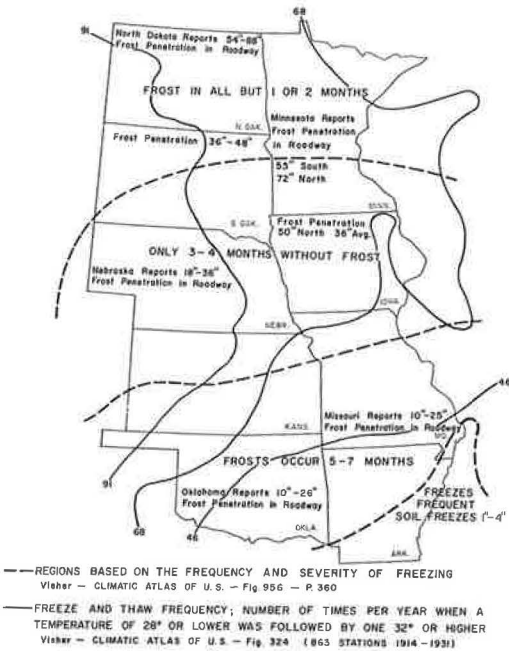 68
91
North Dakota Reports 54"-88"
Frost Penetration in Roadway
FROST IN ALL BUT 1 OR 2 MONTHS
Minnesota Reports
Frost Penetration
in Roadway
N. DAK.
Frost Penetration 36"-48"
55" South
72" North
MINN.
Frost Penetration
50" North 36" Avg.
S. DAK.
ONLY 3-4 MONTHS WITHOUT FROST
Nebraska Reports 18"-36"
Frost Penetration in Roadway
IOWA
NEBR.
46
Missouri Reports 10"-25"
Frost Penetration in Roadway
KANS.
MO.
FROSTS OCCUR 5-7 MONTHS
91
Oklahoma Reports 10"-26"
Frost Penetration in Roadway
FREEZES
FREQUENT
SOIL FREEZES 1"-4"
68
46
OKLA.
ARK.
REGIONS BASED ON THE FREQUENCY AND SEVERITY OF FREEZING
Visher - CLIMATIC ATLAS OF U.S. - Fig 956 - P. 360
FREEZE AND THAW FREQUENCY; NUMBER OF TIMES PER YEAR WHEN A
TEMPERATURE OF 28° OR LOWER WAS FOLLOWED BY ONE 32° OR HIGHER
Visher - CLIMATIC ATLAS OF U.S. - Fig. 324 (863 STATIONS 1914-1931)